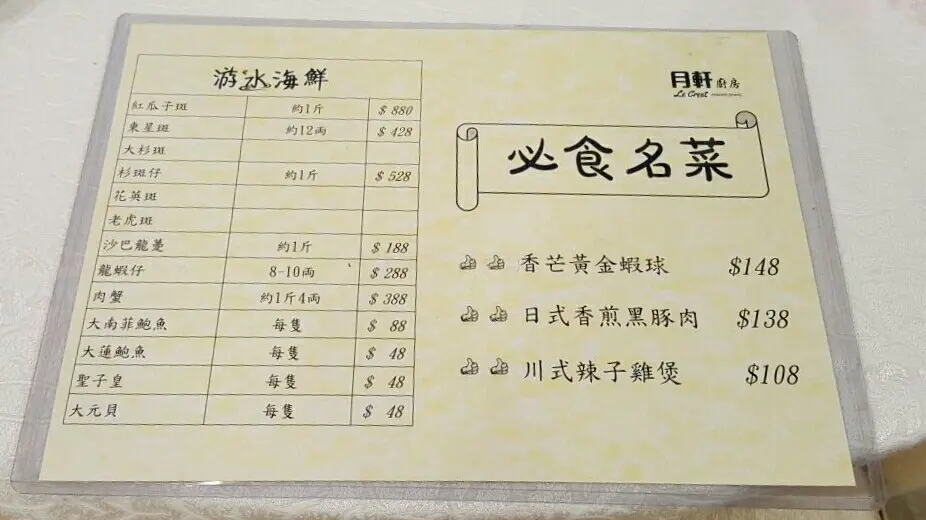 游水海鮮
紅瓜子斑 約1斤 $ 880
東星斑 約12両 $ 428
大杉斑
杉斑仔 約1斤 $ 528
花英斑
老虎斑
沙巴龍躉 約1斤 $ 188
龍蝦仔 8-10両 $ 288
肉蟹 約1斤4両 $ 388
大南菲鮑魚 每隻 $ 88
大蓮鮑魚 每隻 $ 48
聖子皇 每隻 $ 48
大元貝 每隻 $ 48
月軒廚房
Le Crest
必食名菜
香芒黃金蝦球 $148
日式香煎黑豚肉 $138
川式辣子雞煲 $108